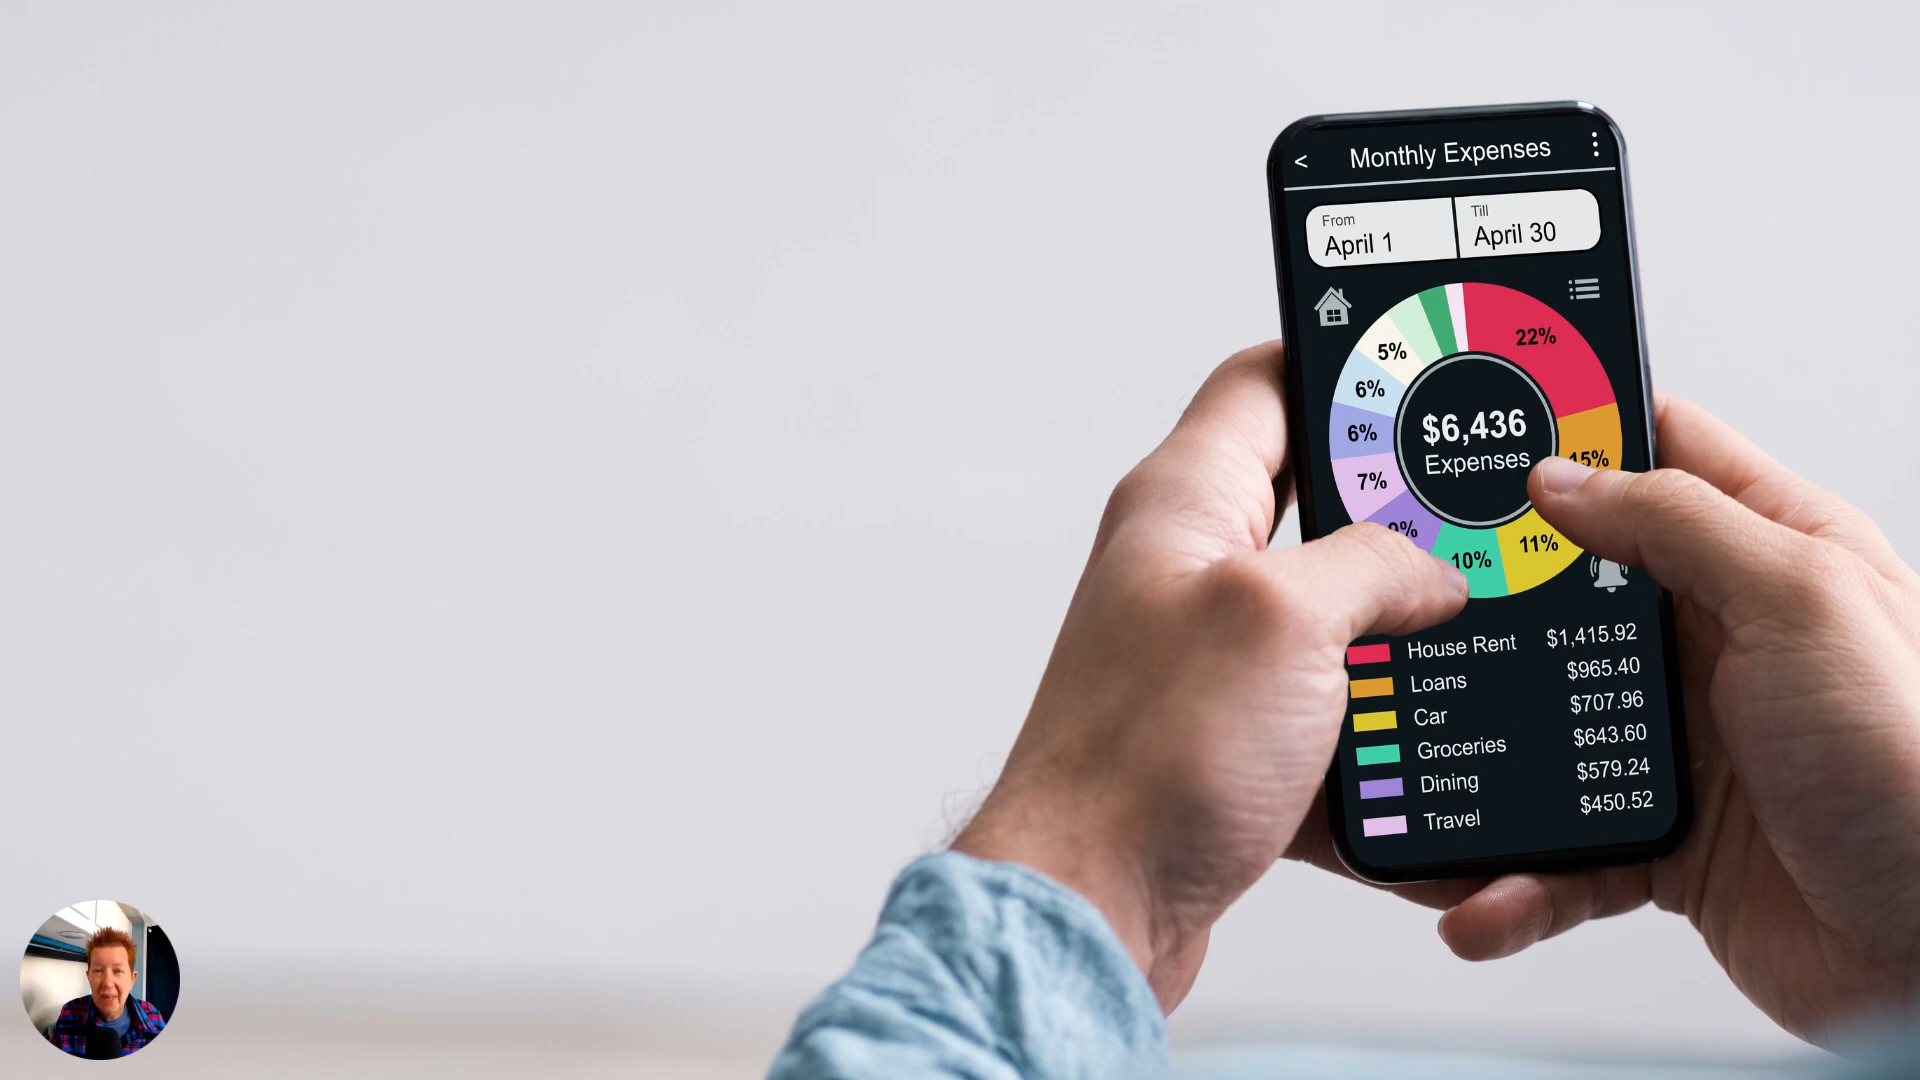 < Monthly Expenses
From
April 1
Till
April 30
22%
15%
11%
10%
9%
7%
6%
6%
5%
$6,436
Expenses
House Rent $1,415.92
Loans $965.40
Car $707.96
Groceries $643.60
Dining $579.24
Travel $450.52